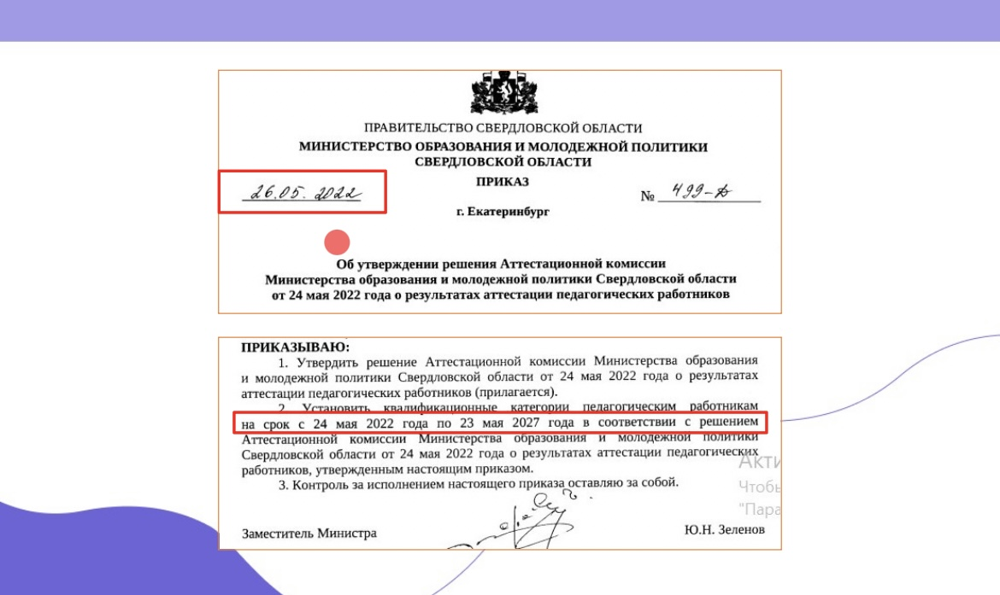 ПРАВИТЕЛЬСТВО СВЕРДЛОВСКОЙ ОБЛАСТИ
МИНИСТЕРСТВО ОБРАЗОВАНИЯ И МОЛОДЕЖНОЙ ПОЛИТИКИ
СВЕРДЛОВСКОЙ ОБЛАСТИ
ПРИКАЗ
26.05.2022
№ 499-Д
г. Екатеринбург
Об утверждении решения Аттестационной комиссии
Министерства образования и молодежной политики Свердловской области
от 24 мая 2022 года о результатах аттестации педагогических работников
ПРИКАЗЫВАЮ:
1. Утвердить решение Аттестационной комиссии Министерства образования
и молодежной политики Свердловской области от 24 мая 2022 года о результатах
аттестации педагогических работников (прилагается).
2. Установить квалификационные категории педагогическим работникам
на срок с 24 мая 2022 года по 23 мая 2027 года в соответствии с решением
Аттестационной комиссии Министерства образования и молодежной политики
Свердловской области от 24 мая 2022 года о результатах аттестации педагогических
работников, утвержденным настоящим приказом.
3. Контроль за исполнением настоящего приказа оставляю за собой.
Заместитель Министра
Ю.Н. Зеленов
Акти
Чтобы
"Пара